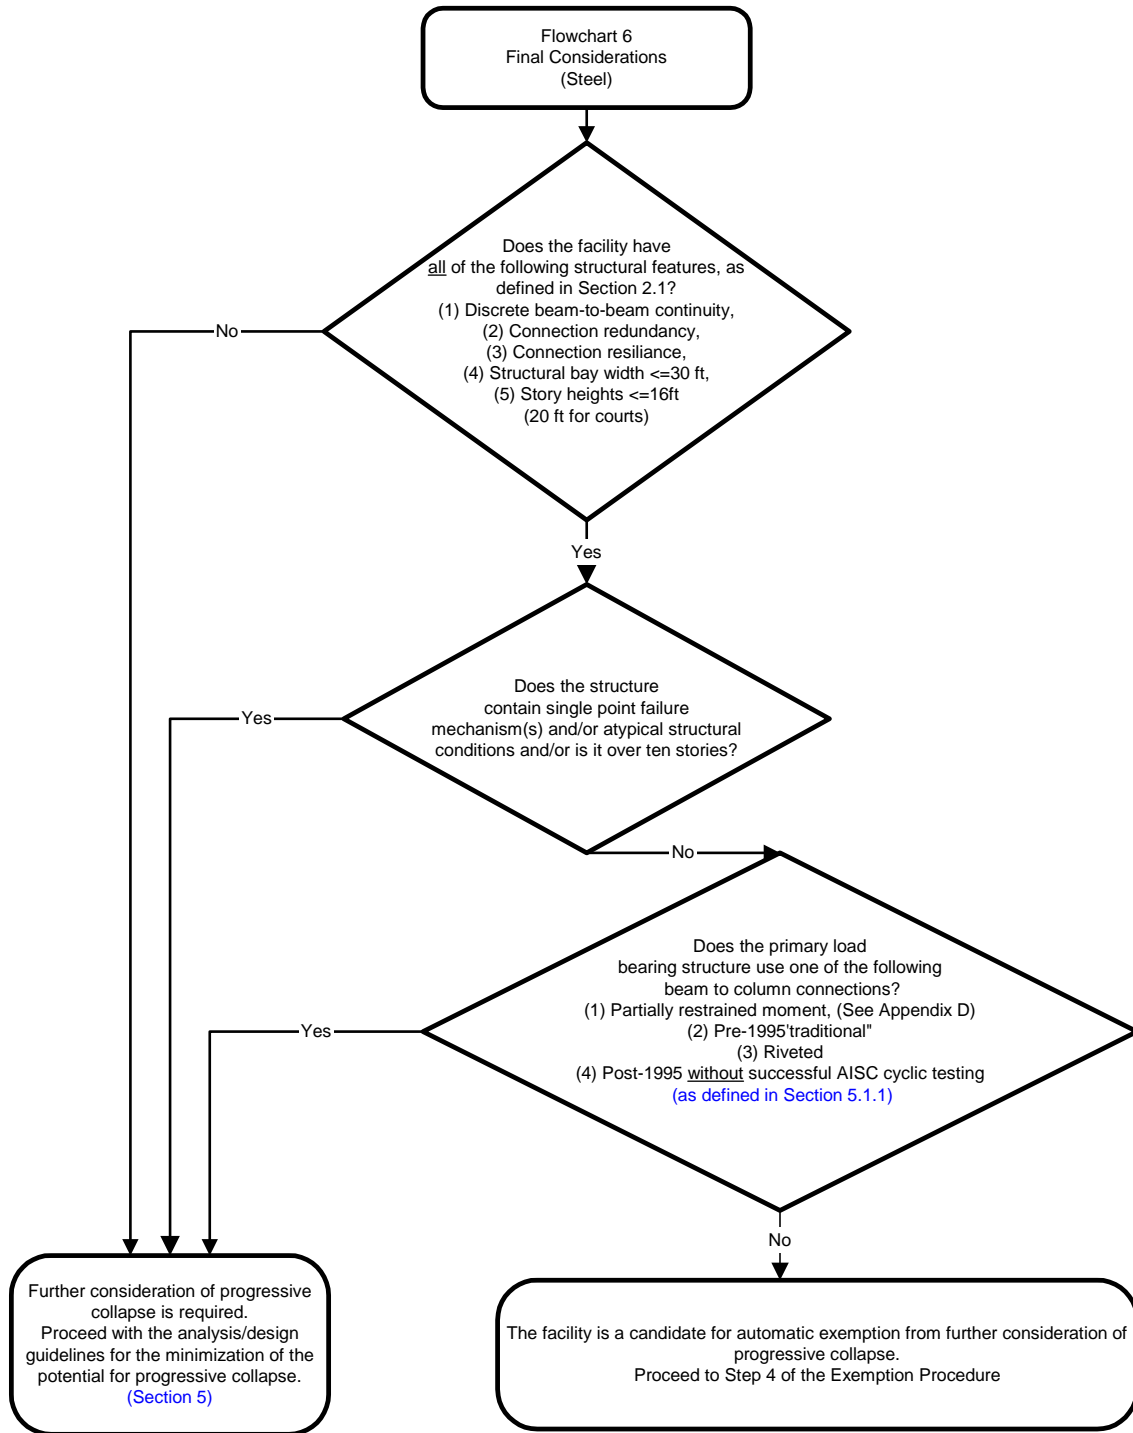 Flowchart 6
Final Considerations
(Steel)
Does the facility have
all of the following structural features, as
defined in Section 2.1?
(1) Discrete beam-to-beam continuity,
(2) Connection redundancy,
(3) Connection resiliance,
(4) Structural bay width <=30 ft,
(5) Story heights <=16ft
(20 ft for courts)
No
Yes
Does the structure
contain single point failure
mechanism(s) and/or atypical structural
conditions and/or is it over ten stories?
Yes
No
Does the primary load
bearing structure use one of the following
beam to column connections?
(1) Partially restrained moment, (See Appendix D)
(2) Pre-1995'traditional"
(3) Riveted
(4) Post-1995 without successful AISC cyclic testing
(as defined in Section 5.1.1)
Yes
No
Further consideration of progressive
collapse is required.
Proceed with the analysis/design
guidelines for the minimization of the
potential for progressive collapse.
(Section 5)
The facility is a candidate for automatic exemption from further consideration of
progressive collapse.
Proceed to Step 4 of the Exemption Procedure